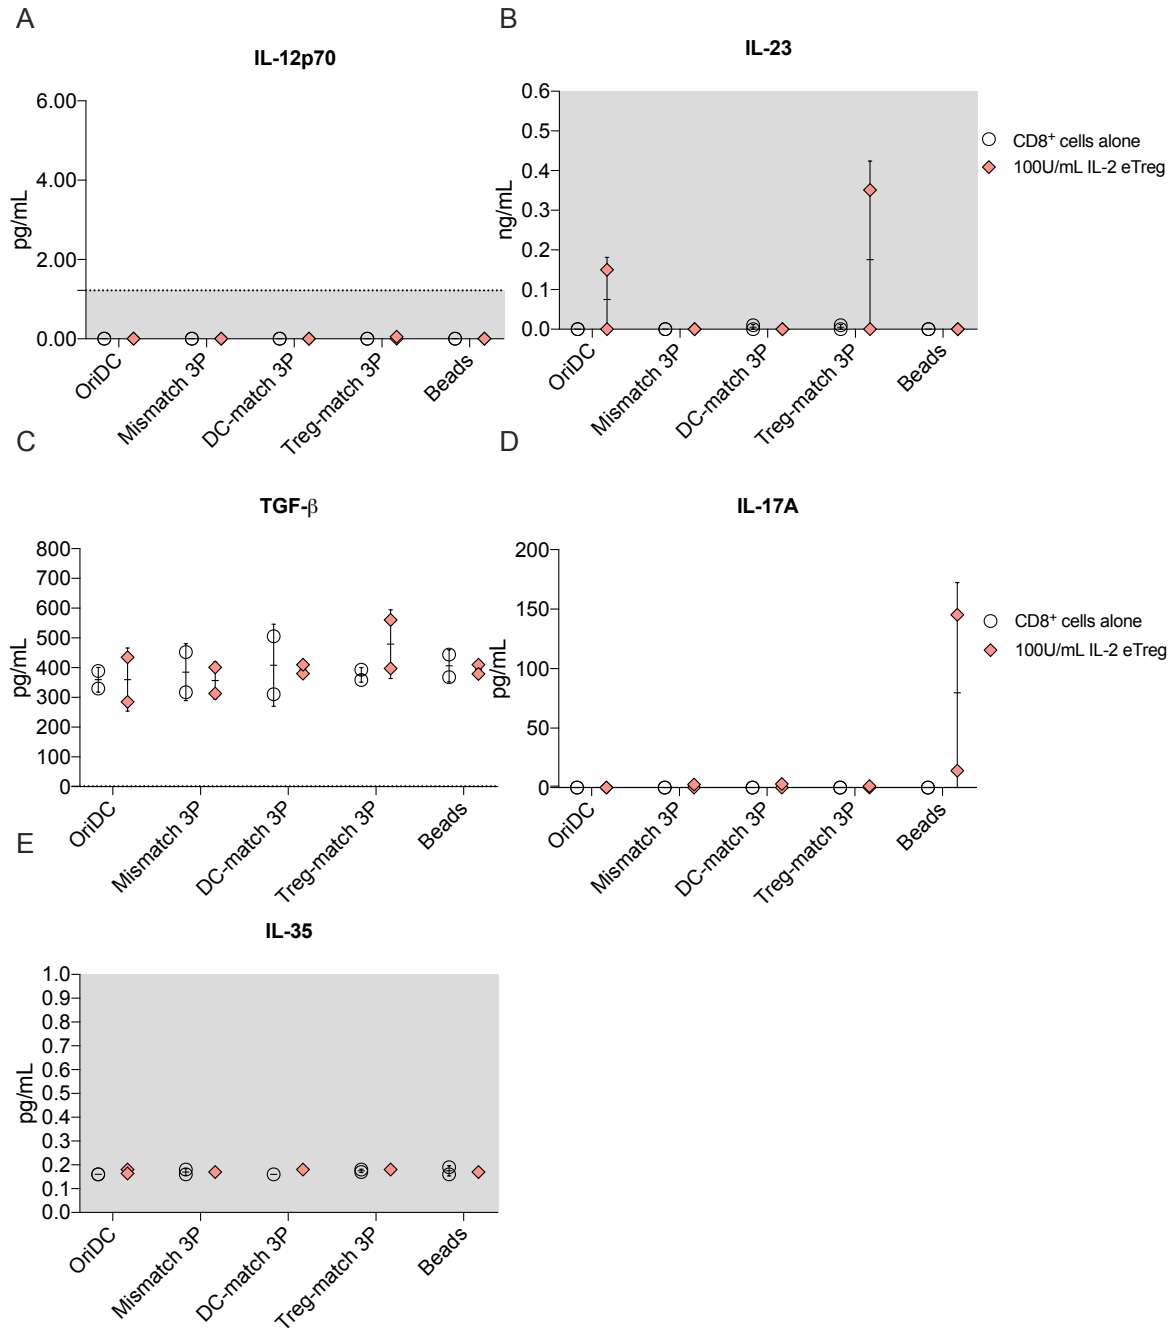 A
IL-12p70
6.00
4.00
2.00
0.00
pg/mL
OriDC
Mismatch 3P
DC-match 3P
Treg-match 3P
Beads
B
IL-23
0.6
0.5
0.4
0.3
0.2
0.1
0.0
ng/mL
OriDC
Mismatch 3P
DC-match 3P
Treg-match 3P
Beads
CD8⁺ cells alone
100U/mL IL-2 eTreg
C
TGF-β
800
700
600
500
400
300
200
100
0
pg/mL
OriDC
Mismatch 3P
DC-match 3P
Treg-match 3P
Beads
D
IL-17A
200
150
100
50
0
pg/mL
OriDC
Mismatch 3P
DC-match 3P
Treg-match 3P
Beads
CD8⁺ cells alone
100U/mL IL-2 eTreg
E
IL-35
1.0
0.9
0.8
0.7
0.6
0.5
0.4
0.3
0.2
0.1
0.0
pg/mL
OriDC
Mismatch 3P
DC-match 3P
Treg-match 3P
Beads